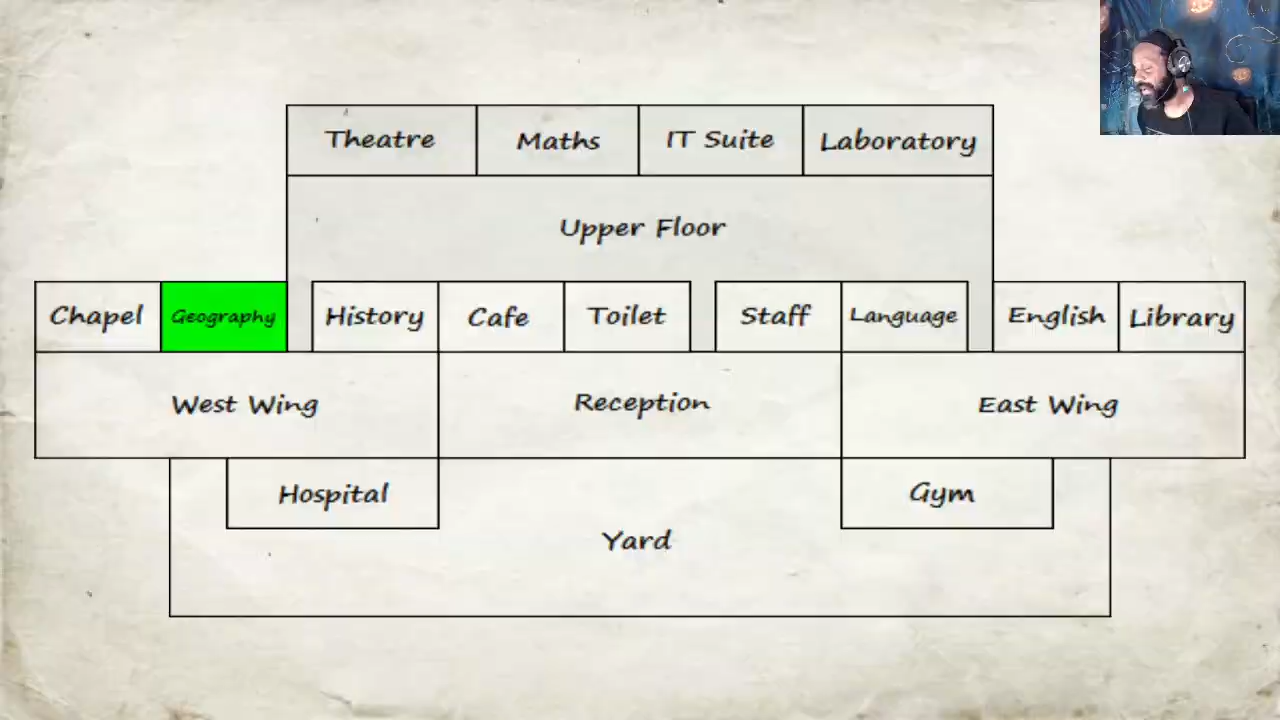 Theatre
Maths
IT Suite
Laboratory
Upper Floor
Chapel
Geography
History
Cafe
Toilet
Staff
Language
English
Library
West Wing
Reception
East Wing
Hospital
Gym
Yard